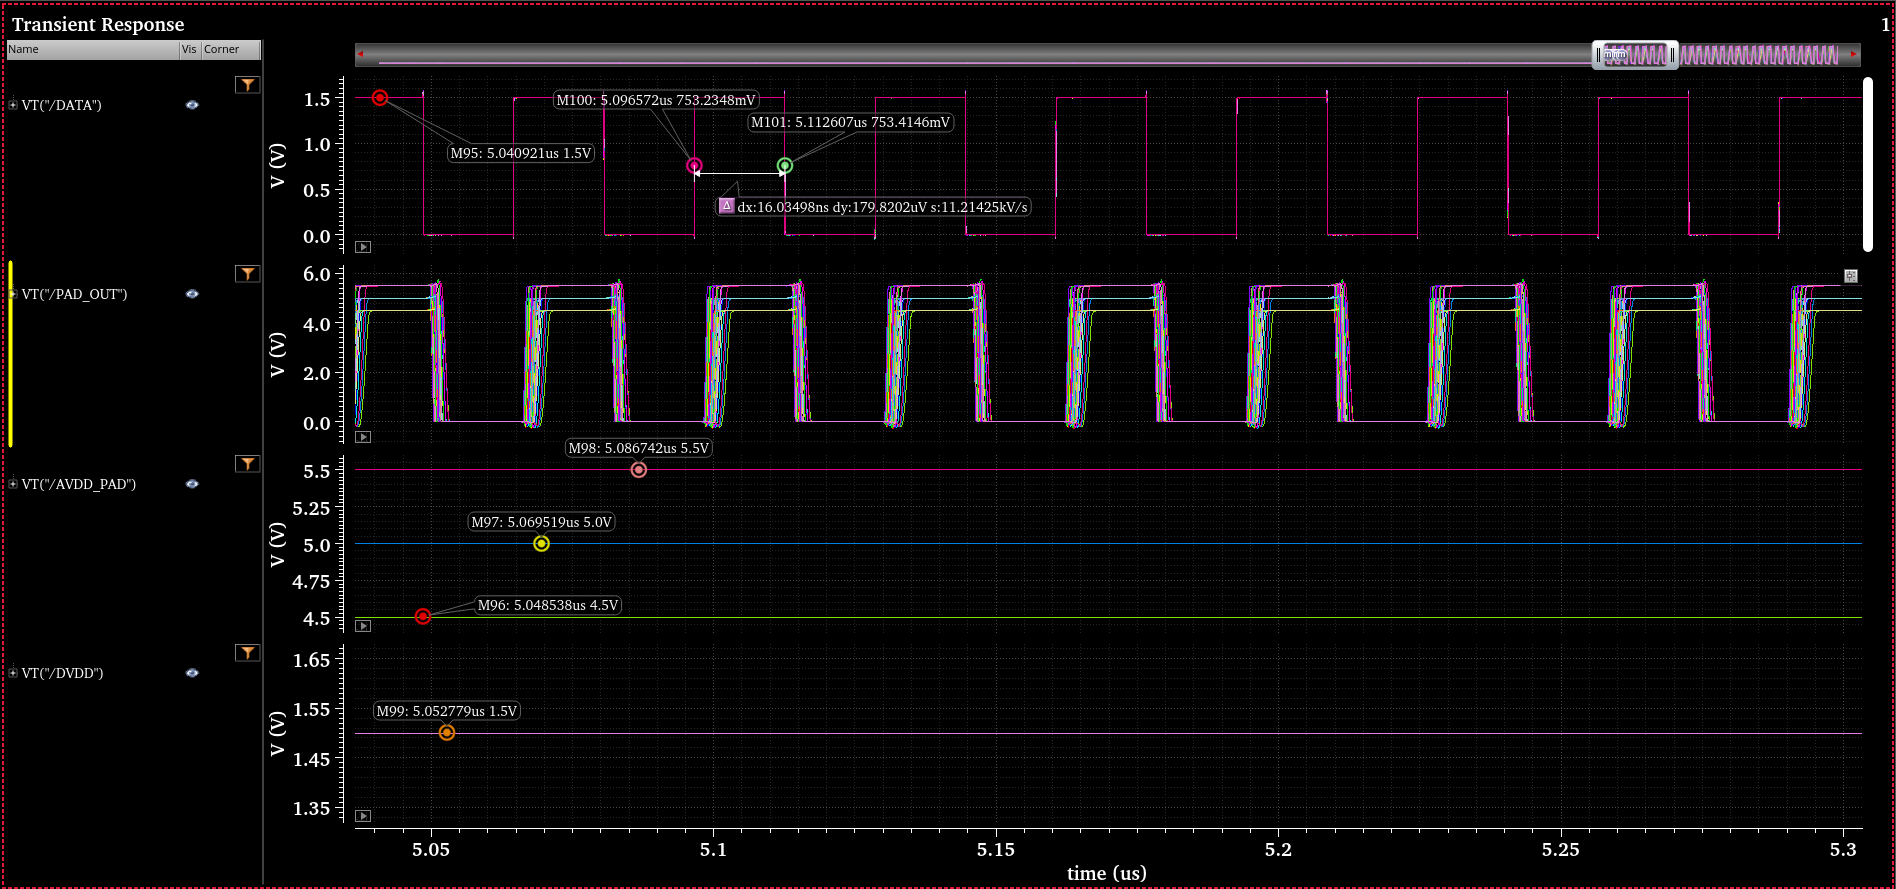 Transient Response
1
Name Vis Corner
VT("/DATA")
1.5
1.0
0.5
0.0
V (V)
M95: 5.040921us 1.5V
M100: 5.096572us 753.2348mV
M101: 5.112607us 753.4146mV
Δ dx:16.03498ns dy:179.8202uV s:11.21425kV/s
VT("/PAD_OUT")
6.0
4.0
2.0
0.0
V (V)
VT("/AVDD_PAD")
5.5
5.25
5.0
4.75
4.5
V (V)
M98: 5.086742us 5.5V
M97: 5.069519us 5.0V
M96: 5.048538us 4.5V
VT("/DVDD")
1.65
1.55
1.45
1.35
V (V)
M99: 5.052779us 1.5V
5.05 5.1 5.15 5.2 5.25 5.3
time (us)